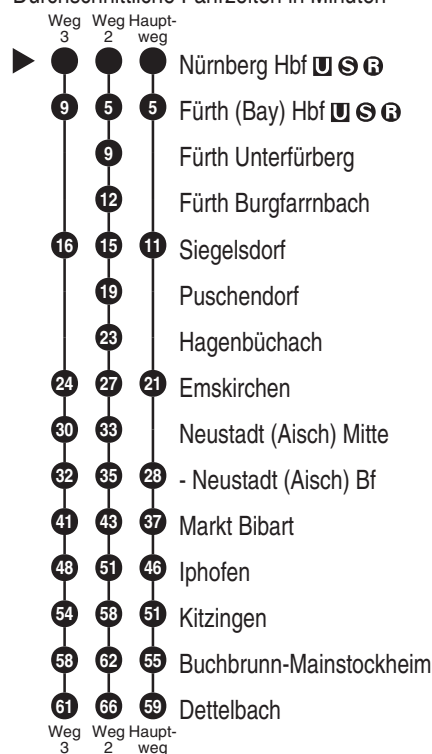 Durchschnittliche Fahrzeiten in Minuten
Weg 3 Weg 2 Haupt-weg
Nürnberg Hbf U S R
9 5 5 Fürth (Bay) Hbf U S R
9 Fürth Unterfürberg
12 Fürth Burgfarrnbach
16 15 11 Siegelsdorf
19 Puschendorf
23 Hagenbüchach
24 27 21 Emskirchen
30 33 Neustadt (Aisch) Mitte
32 35 28 - Neustadt (Aisch) Bf
41 43 37 Markt Bibart
48 51 46 Iphofen
54 58 51 Kitzingen
58 62 55 Buchbrunn-Mainstockheim
61 66 59 Dettelbach
Weg 3 Weg 2 Haupt-weg